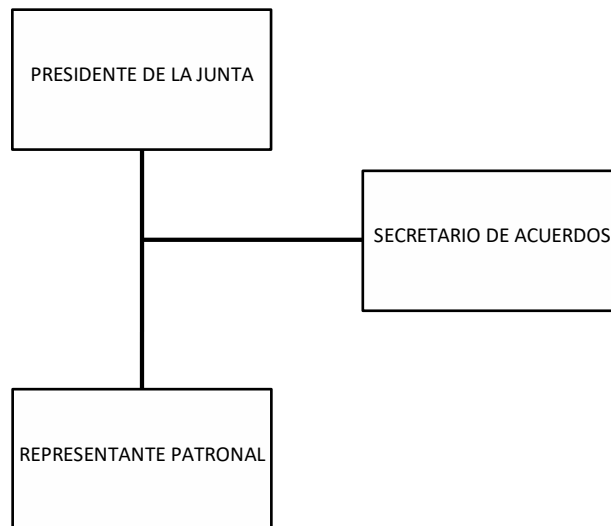 PRESIDENTE DE LA JUNTA
SECRETARIO DE ACUERDOS
REPRESENTANTE PATRONAL